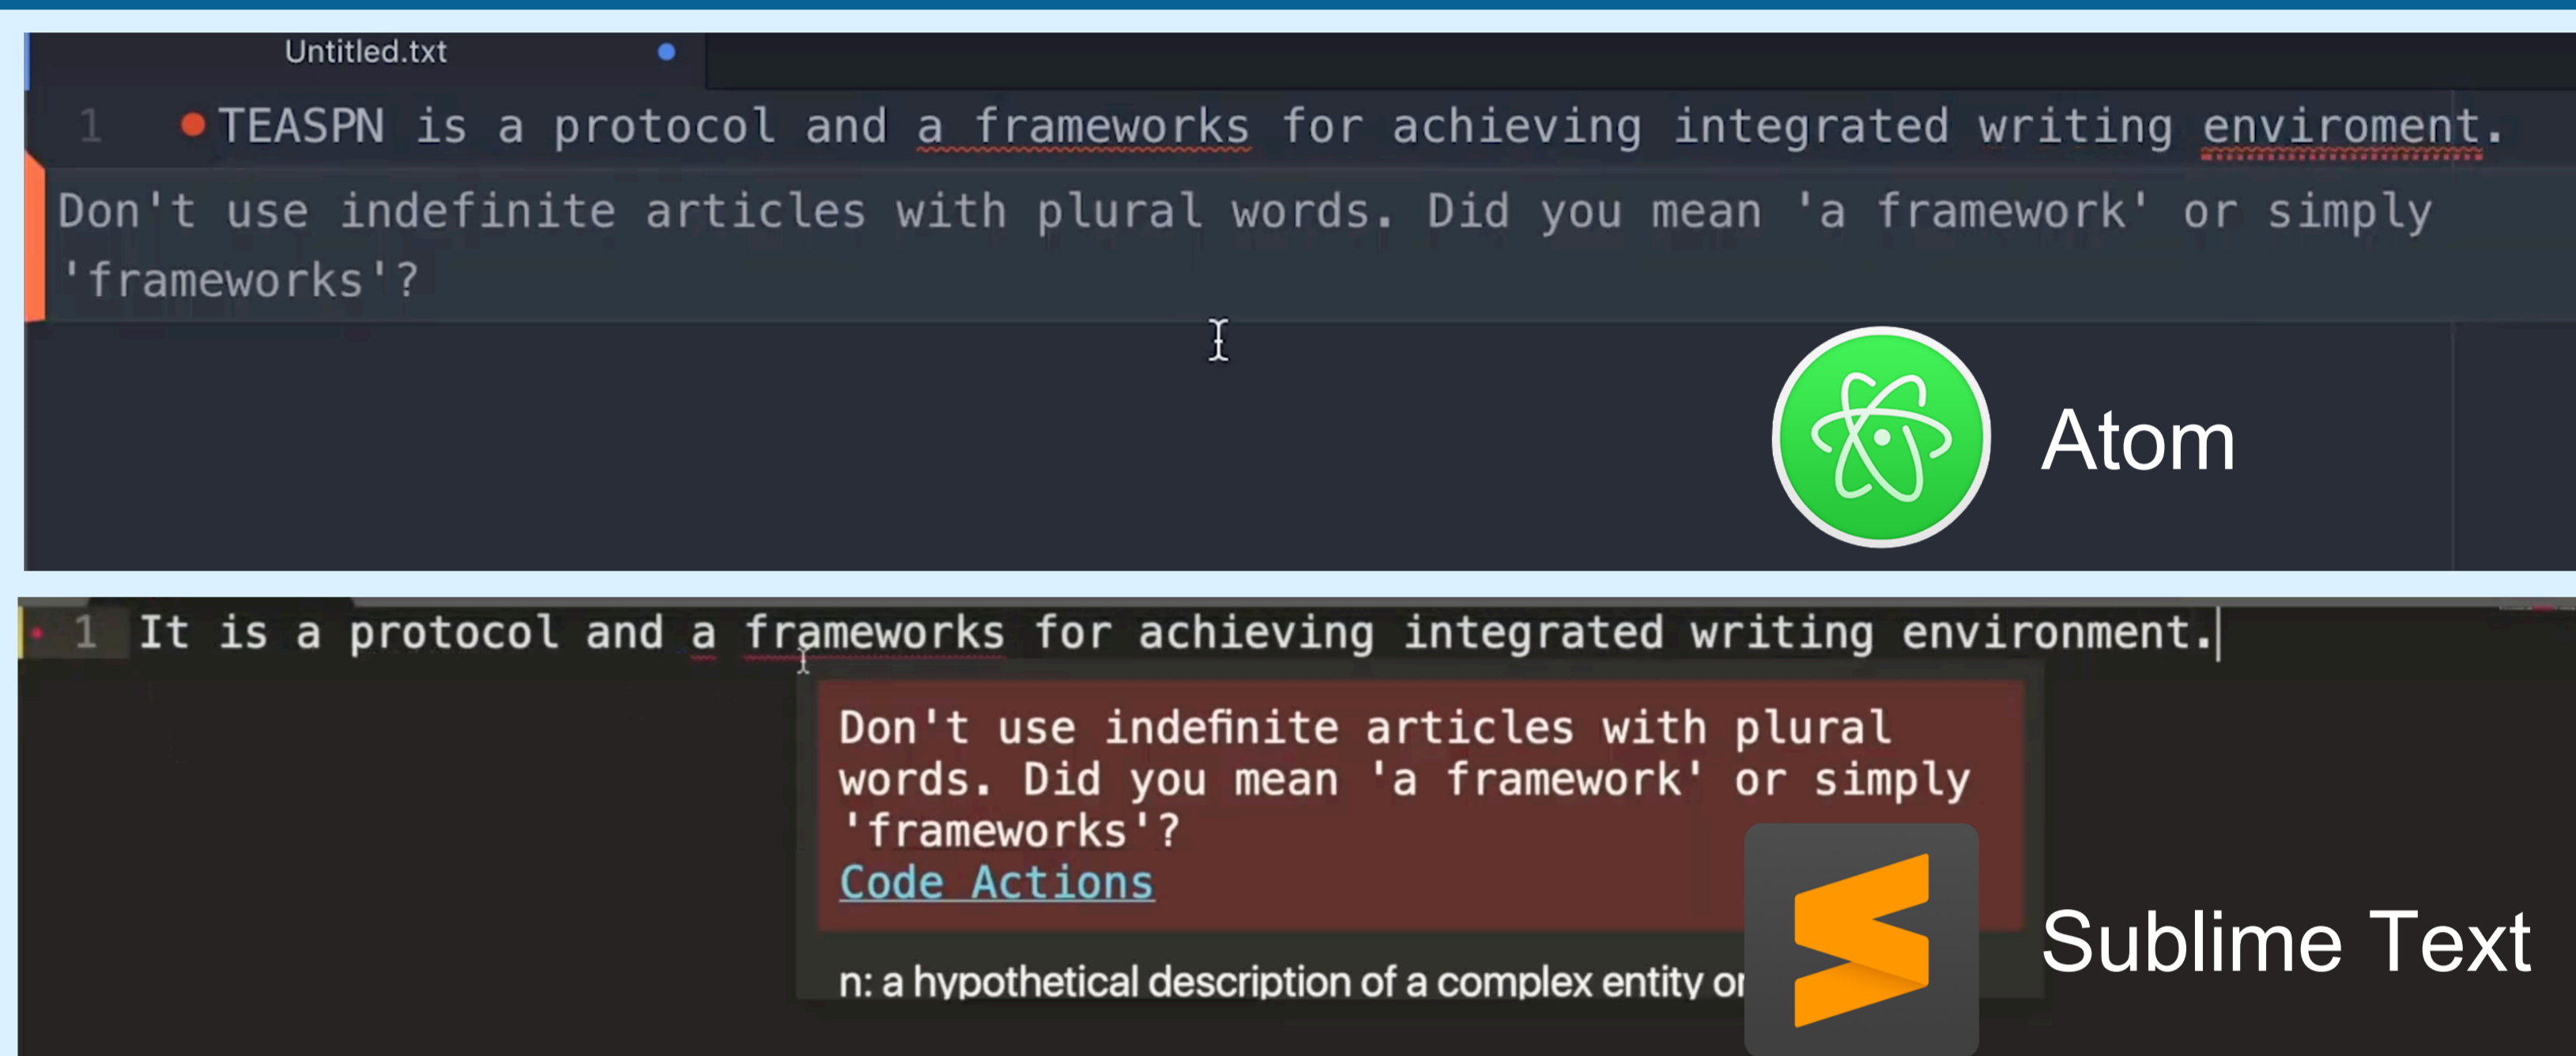 Untitled.txt
1 TEASPN is a protocol and a frameworks for achieving integrated writing enviroment.
Don't use indefinite articles with plural words. Did you mean 'a framework' or simply
'frameworks'?
Atom
1 It is a protocol and a frameworks for achieving integrated writing environment.
Don't use indefinite articles with plural
words. Did you mean 'a framework' or simply
'frameworks'?
Code Actions
n: a hypothetical description of a complex entity or
Sublime Text